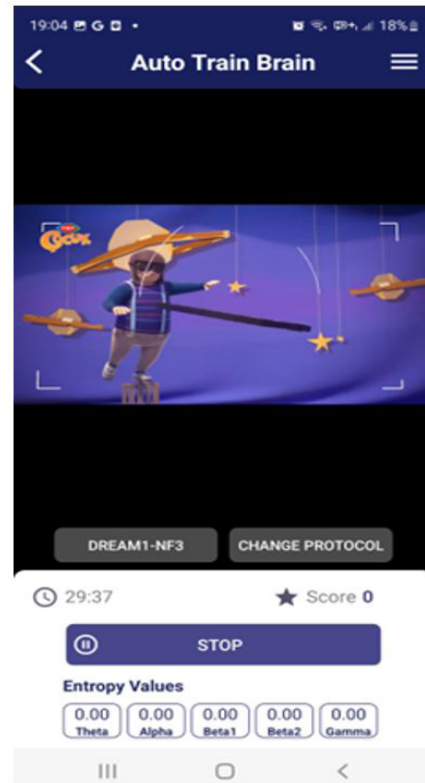 19:04
18%
Auto Train Brain
Çocuk
DREAM1-NF3
CHANGE PROTOCOL
29:37
Score 0
STOP
Entropy Values
0.00 0.00 0.00 0.00 0.00
Theta Alpha Beta1 Beta2 Gamma